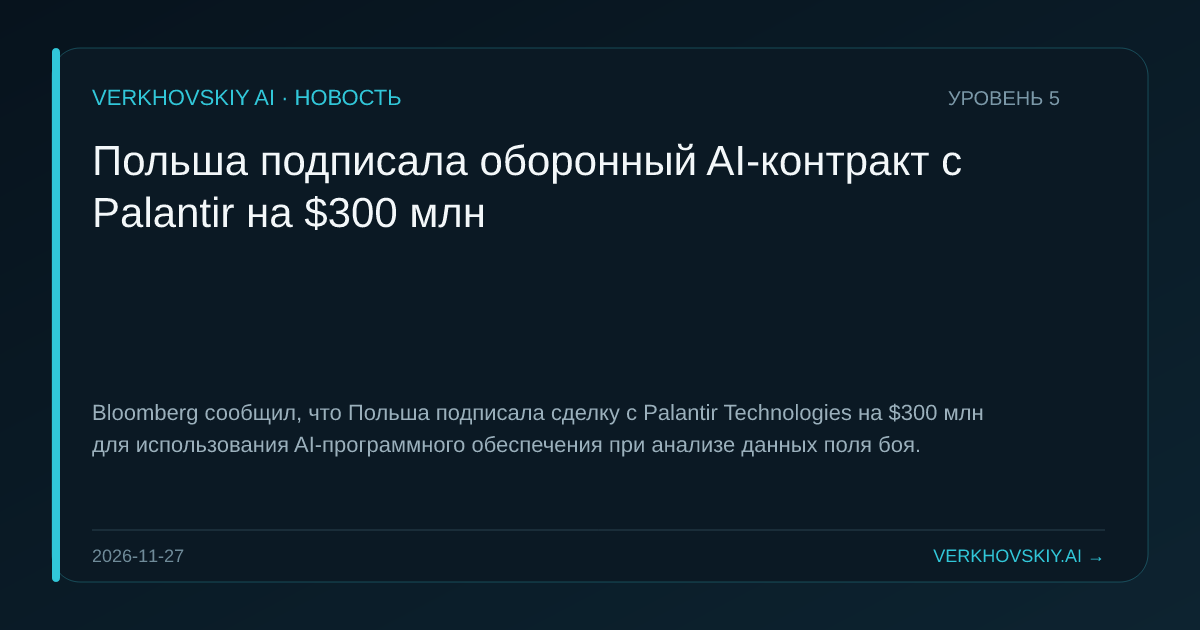 VERKHOVSKIY AI · НОВОСТЬ
УРОВЕНЬ 5
Польша подписала оборонный AI-контракт с
Palantir на $300 млн
Bloomberg сообщил, что Польша подписала сделку с Palantir Technologies на $300 млн
для использования AI-программного обеспечения при анализе данных поля боя.
2026-11-27
VERKHOVSKIY.AI →